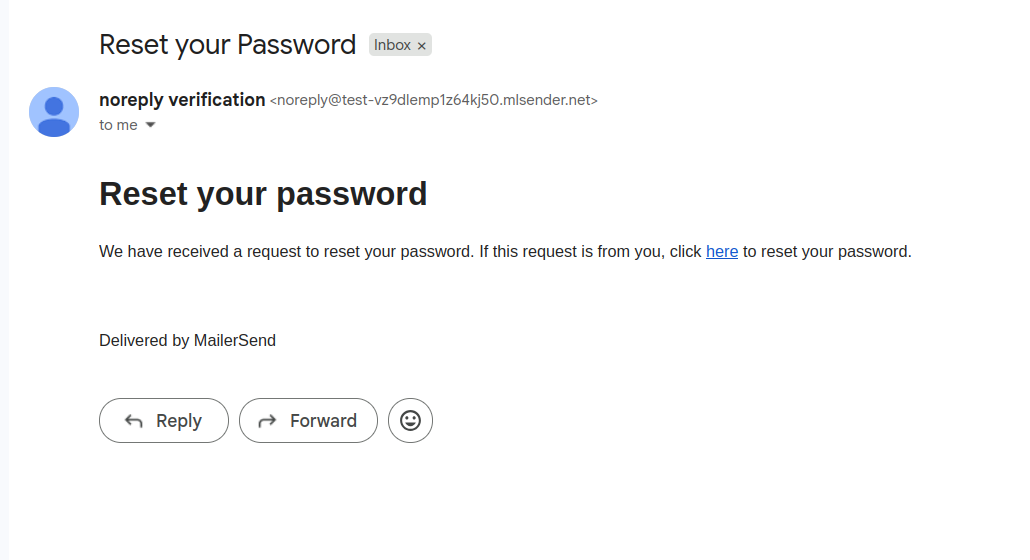 Reset your Password Inbox ×
noreply verification <noreply@test-vz9dlemp1z64kj50.mlsender.net>
to me
Reset your password
We have received a request to reset your password. If this request is from you, click here to reset your password.
Delivered by MailerSend
Reply Forward